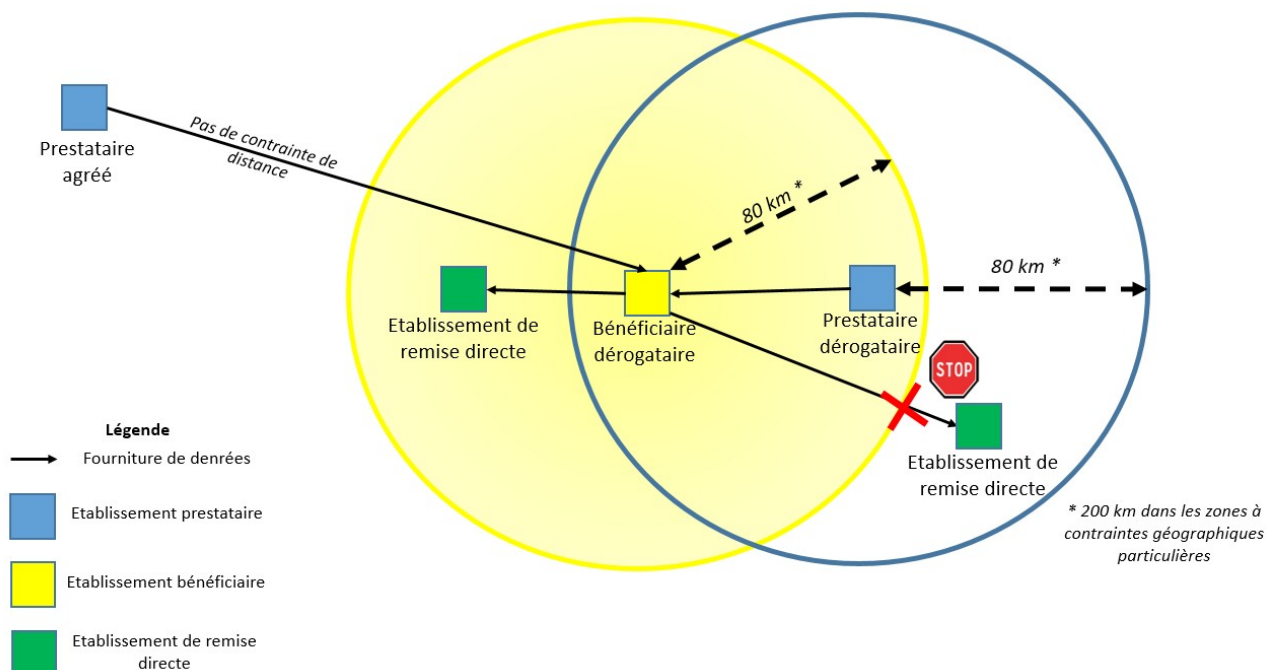 Prestataire
agréé
Pas de contrainte de
distance
80 km *
80 km *
Etablissement de
remise directe
Bénéficiaire
dérogataire
Prestataire
dérogataire
STOP
Etablissement de
remise directe
* 200 km dans les zones à
contraintes géographiques
particulières
Légende
Fourniture de denrées
Etablissement prestataire
Etablissement bénéficiaire
Etablissement de remise
directe